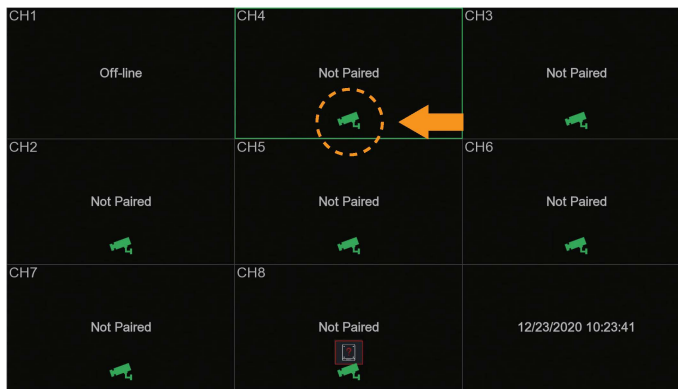 CH1
Off-line
CH4
Not Paired
CH3
Not Paired
CH2
Not Paired
CH5
Not Paired
CH6
Not Paired
CH7
Not Paired
CH8
Not Paired
?
12/23/2020 10:23:41